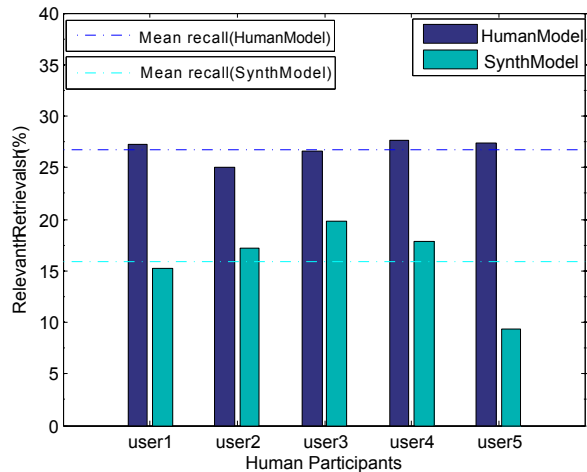 40
35
30
25
20
15
10
5
0
RelevanthRetrievalsh(%)
Mean recall(HumanModel)
Mean recall(SynthModel)
HumanModel
SynthModel
user1 user2 user3 user4 user5
Human Participants